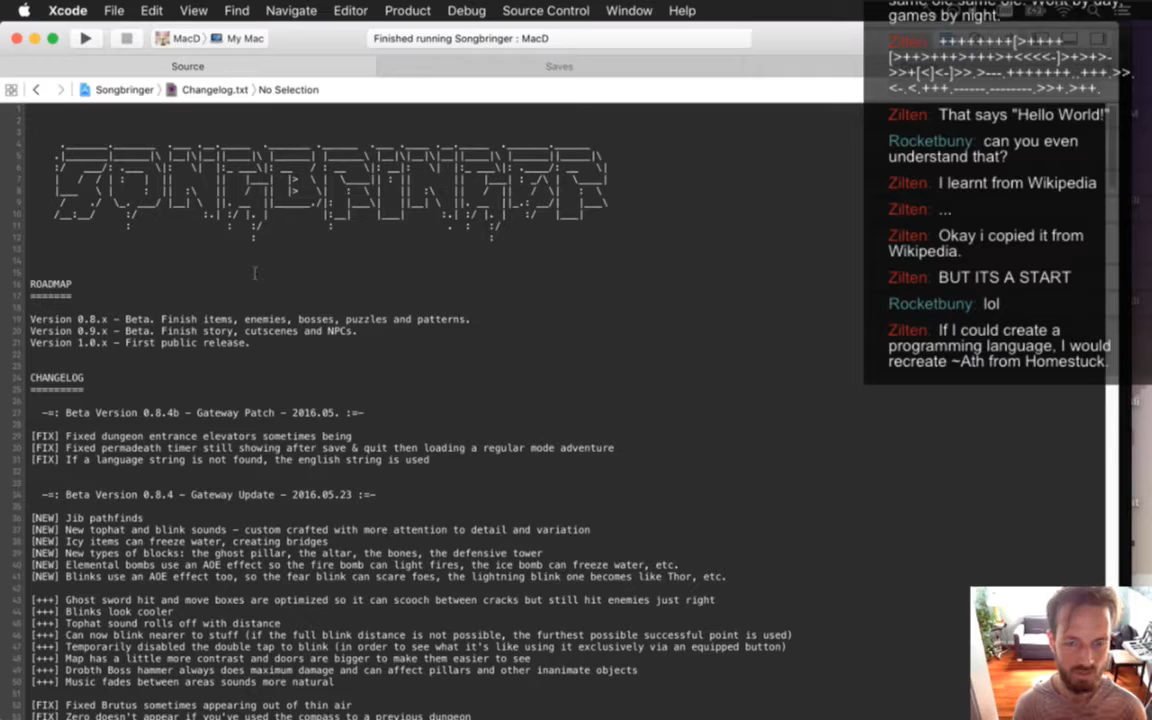 Xcode File Edit View Find Navigate Editor Product Debug Source Control Window Help
MacD My Mac
Finished running Songbringer : MacD
Source
Saves
Songbringer Changelog.txt No Selection
SONGBRINGER
ROADMAP
=======
Version 0.8.x – Beta. Finish items, enemies, bosses, puzzles and patterns.
Version 0.9.x – Beta. Finish story, cutscenes and NPCs.
Version 1.0.x – First public release.
CHANGELOG
=========
-=: Beta Version 0.8.4b – Gateway Patch – 2016.05. :=-
[FIX] Fixed dungeon entrance elevators sometimes being
[FIX] Fixed permadeath timer still showing after save & quit then loading a regular mode adventure
[FIX] If a language string is not found, the english string is used
-=: Beta Version 0.8.4 – Gateway Update – 2016.05.23 :=-
[NEW] Jib pathfinds
[NEW] New tophat and blink sounds – custom crafted with more attention to detail and variation
[NEW] Icy items can freeze water, creating bridges
[NEW] New types of blocks: the ghost pillar, the altar, the bones, the defensive tower
[NEW] Elemental bombs use an AOE effect so the fire bomb can light fires, the ice bomb can freeze water, etc.
[NEW] Blinks use an AOE effect too, so the fear blink can scare foes, the lightning blink one becomes like Thor, etc.
[+++] Ghost sword hit and move boxes are optimized so it can scooch between cracks but still hit enemies just right
[+++] Blinks look cooler
[+++] Tophat sound rolls off with distance
[+++] Can now blink nearer to stuff (if the full blink distance is not possible, the furthest possible successful point is used)
[+++] Temporarily disabled the double tap to blink (in order to see what it's like using it exclusively via an equipped button)
[+++] Map has a little more contrast and doors are bigger to make them easier to see
[+++] Drobth Boss hammer always does maximum damage and can affect pillars and other inanimate objects
[+++] Music fades between areas sounds more natural
[FIX] Fixed Brutus sometimes appearing out of thin air
[FIX] Zero doesn't appear if you've used the compass to a previous dungeon
games by night.
Zilten: ++++++++[>++++
[>++>+++>+++>+<<<<-]>+>+>-
>>+[<]<-]>>.>---.+++++++..+++.>>.
<-.<.+++.------.--------.>>+.>++.
Zilten: That says "Hello World!"
Rocketbuny: can you even
understand that?
Zilten: I learnt from Wikipedia
Zilten: ...
Zilten: Okay i copied it from
Wikipedia.
Zilten: BUT ITS A START
Rocketbuny: lol
Zilten: If I could create a
programming language, I would
recreate ~Ath from Homestuck.